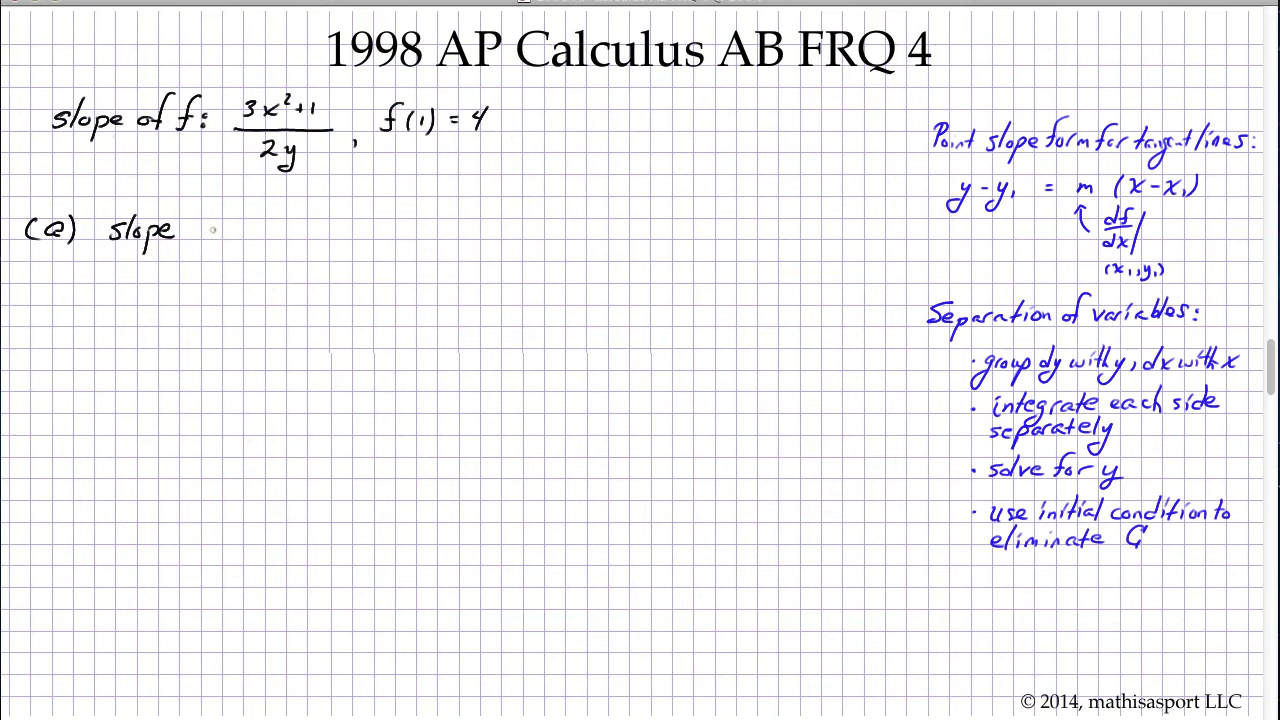 1998 AP Calculus AB FRQ 4
slope of f: (3x²+1)/(2y), f(1) = 4
(a) slope
Point slope form for tangent lines:
y - y₁ = m (x - x₁)
↑ df/dx|
(x₁, y₁)
Separation of variables:
· group dy with y, dx with x
· integrate each side
separately
· solve for y
· use initial condition to
eliminate C
© 2014, mathisasport LLC